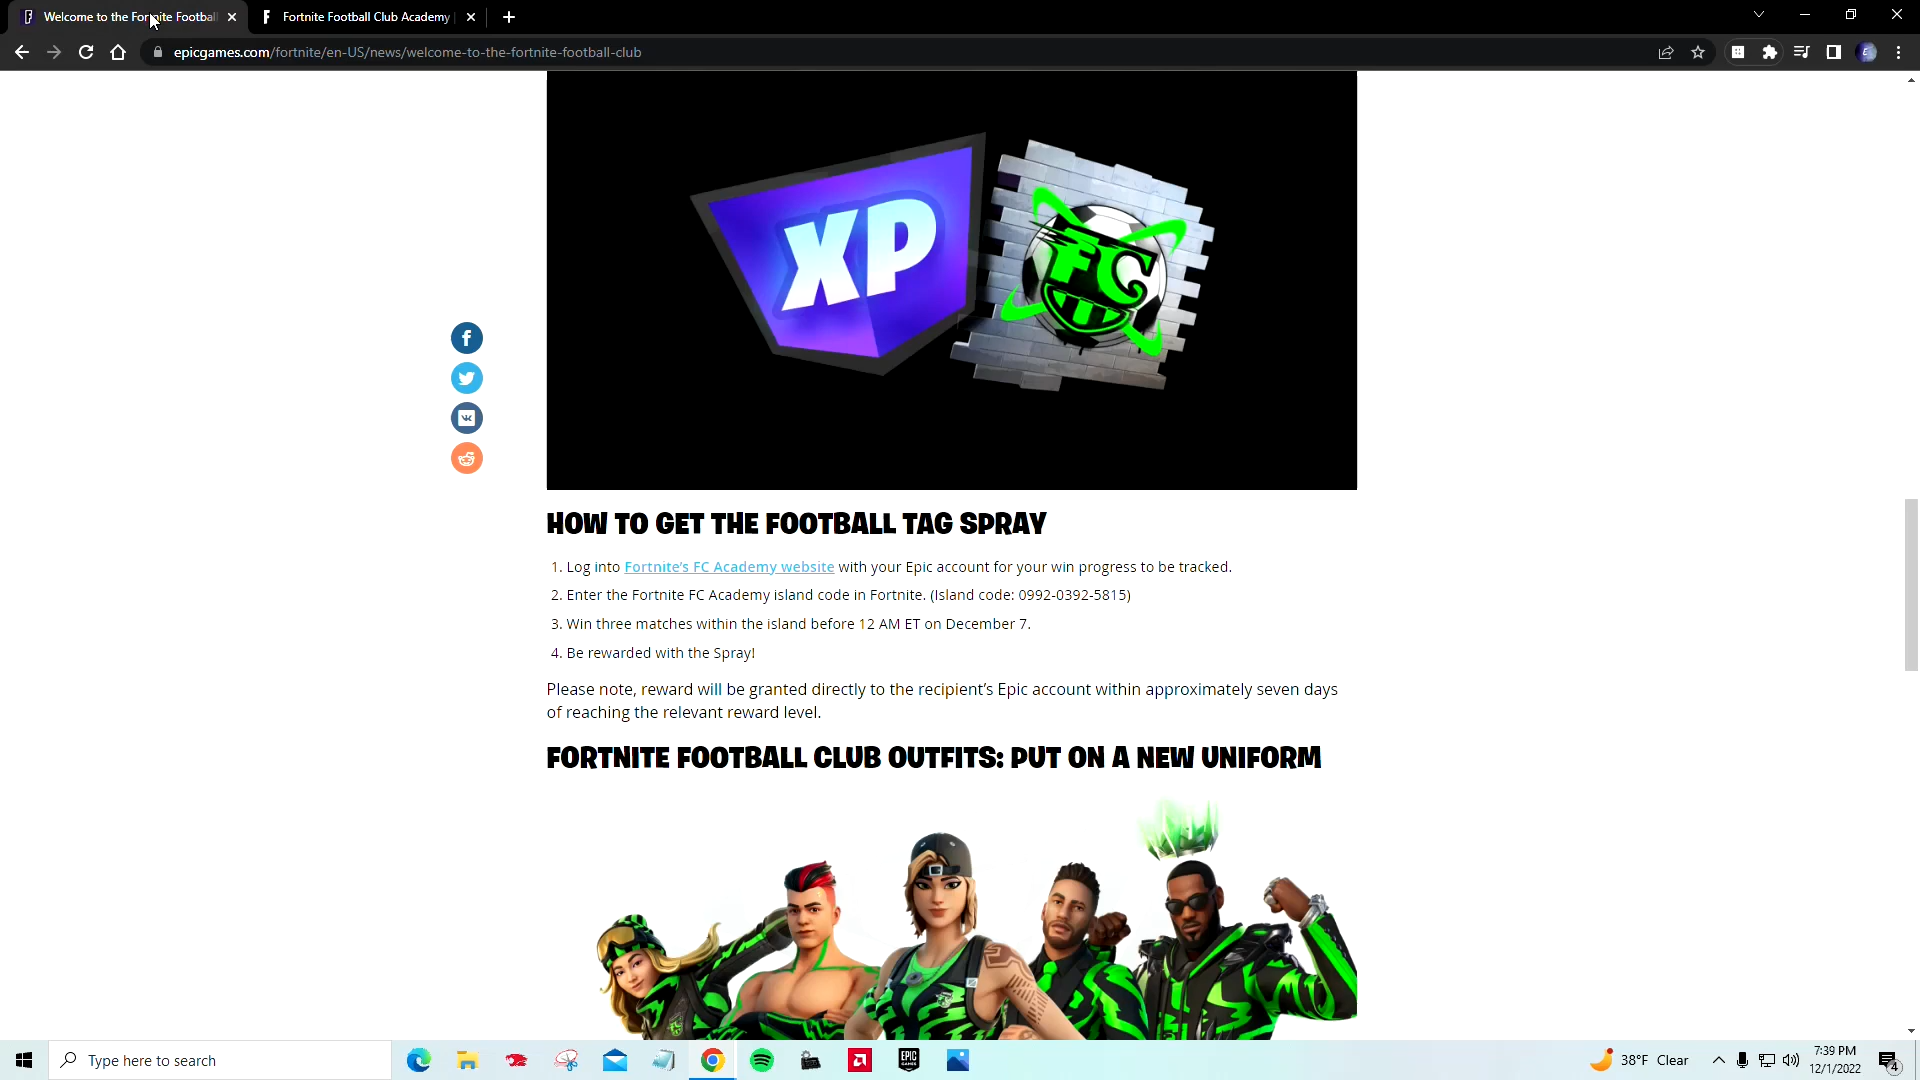 Welcome to the Fortnite Football
Fortnite Football Club Academy
epicgames.com/fortnite/en-US/news/welcome-to-the-fortnite-football-club
XP
FC
HOW TO GET THE FOOTBALL TAG SPRAY
1. Log into Fortnite's FC Academy website with your Epic account for your win progress to be tracked.
2. Enter the Fortnite FC Academy island code in Fortnite. (Island code: 0992-0392-5815)
3. Win three matches within the island before 12 AM ET on December 7.
4. Be rewarded with the Spray!
Please note, reward will be granted directly to the recipient's Epic account within approximately seven days
of reaching the relevant reward level.
FORTNITE FOOTBALL CLUB OUTFITS: PUT ON A NEW UNIFORM
Type here to search
EPIC
GAMES
38°F Clear
7:39 PM
12/1/2022
4